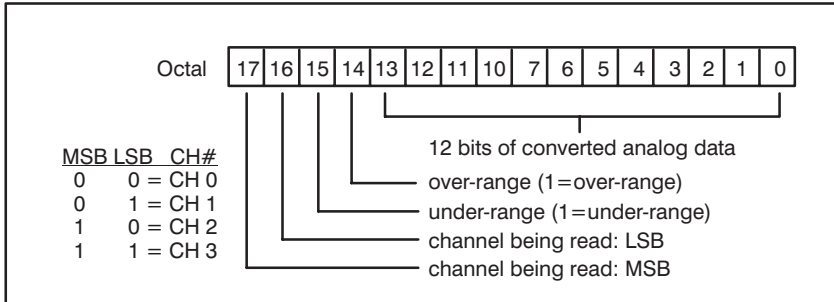 Octal 17 16 15 14 13 12 11 10 7 6 5 4 3 2 1 0
12 bits of converted analog data
MSB LSB CH#
0 0 = CH 0
0 1 = CH 1
1 0 = CH 2
1 1 = CH 3
over-range (1=over-range)
under-range (1=under-range)
channel being read: LSB
channel being read: MSB